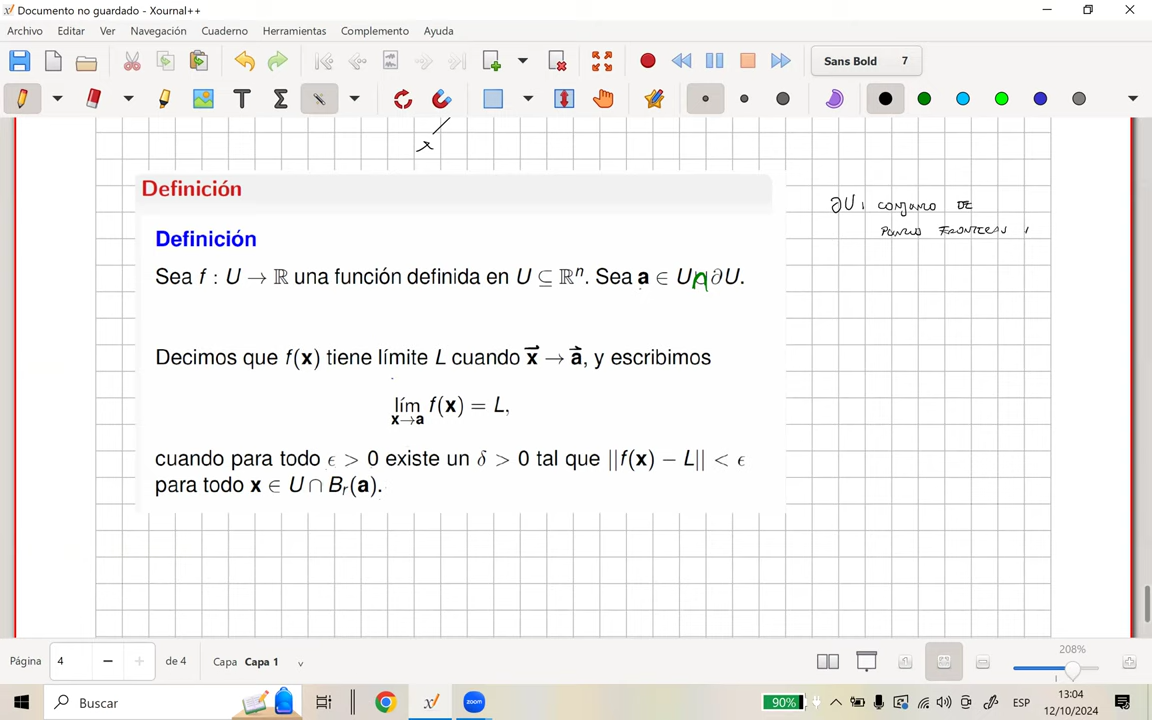 Documento no guardado - Xournal++
Archivo Editar Ver Navegación Cuaderno Herramientas Complemento Ayuda
Sans Bold 7
x
Definición
∂U: conjunto DE
Definición
Sea f : U → ℝ una función definida en U ⊆ ℝⁿ. Sea a ∈ U ∩ ∂U.
Decimos que f(x) tiene límite L cuando x⃗ → a⃗, y escribimos
lím f(x) = L,
x→a
cuando para todo ϵ > 0 existe un δ > 0 tal que ||f(x) − L|| < ϵ
para todo x ∈ U ∩ Bᵣ(a).
Página 4 de 4 Capa Capa 1
208%
Buscar
90%
ESP
13:04
12/10/2024